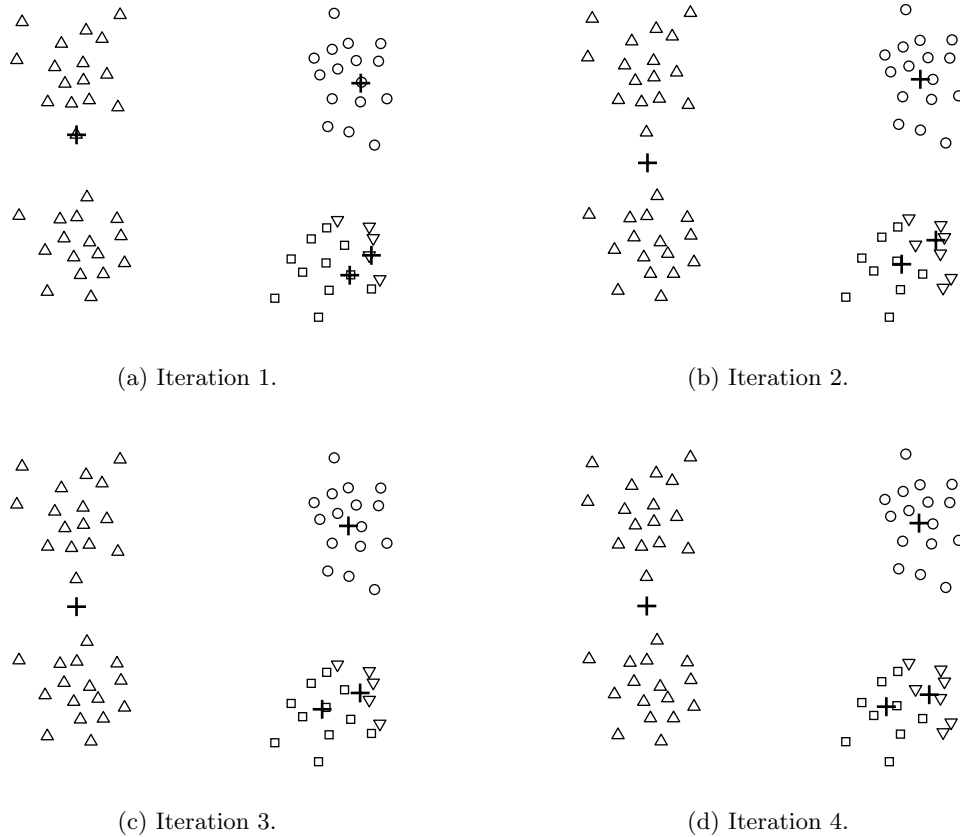 (a) Iteration 1.
(b) Iteration 2.
(c) Iteration 3.
(d) Iteration 4.